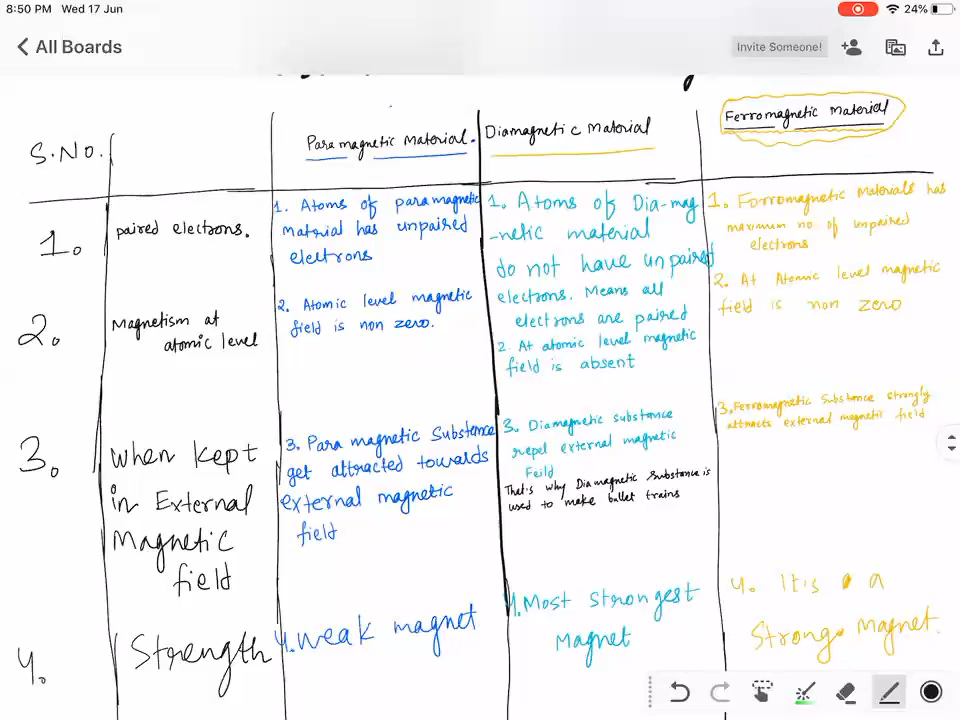 8:50 PM Wed 17 Jun
24%
All Boards
Invite Someone!
S.No.
Paramagnetic Material.
Diamagnetic Material
Ferromagnetic Material
1.
paired electrons.
1. Atoms of paramagnetic
material has unpaired
electrons
1. Atoms of Dia-mag
-netic material
do not have unpaired
electrons. Means all
electrons are paired
1. Ferromagnetic Materials has
maximum no of unpaired
electrons
2.
Magnetism at
atomic level
2. Atomic level magnetic
field is non zero.
2. At atomic level magnetic
field is absent
2. At Atomic level magnetic
field is non zero
3.
When kept
in External
Magnetic
field
3. Para magnetic Substance
get attracted towards
external magnetic
field
3. Diamagnetic substance
repel external magnetic
Feild
That's why Diamagnetic Substance is
used to make bullet trains
3. Ferromagnetic Substance strongly
attracts external magnetic field
4.
Strength
4. Weak magnet
4. Most Strongest
Magnet
4. It's a
Strong Magnet.